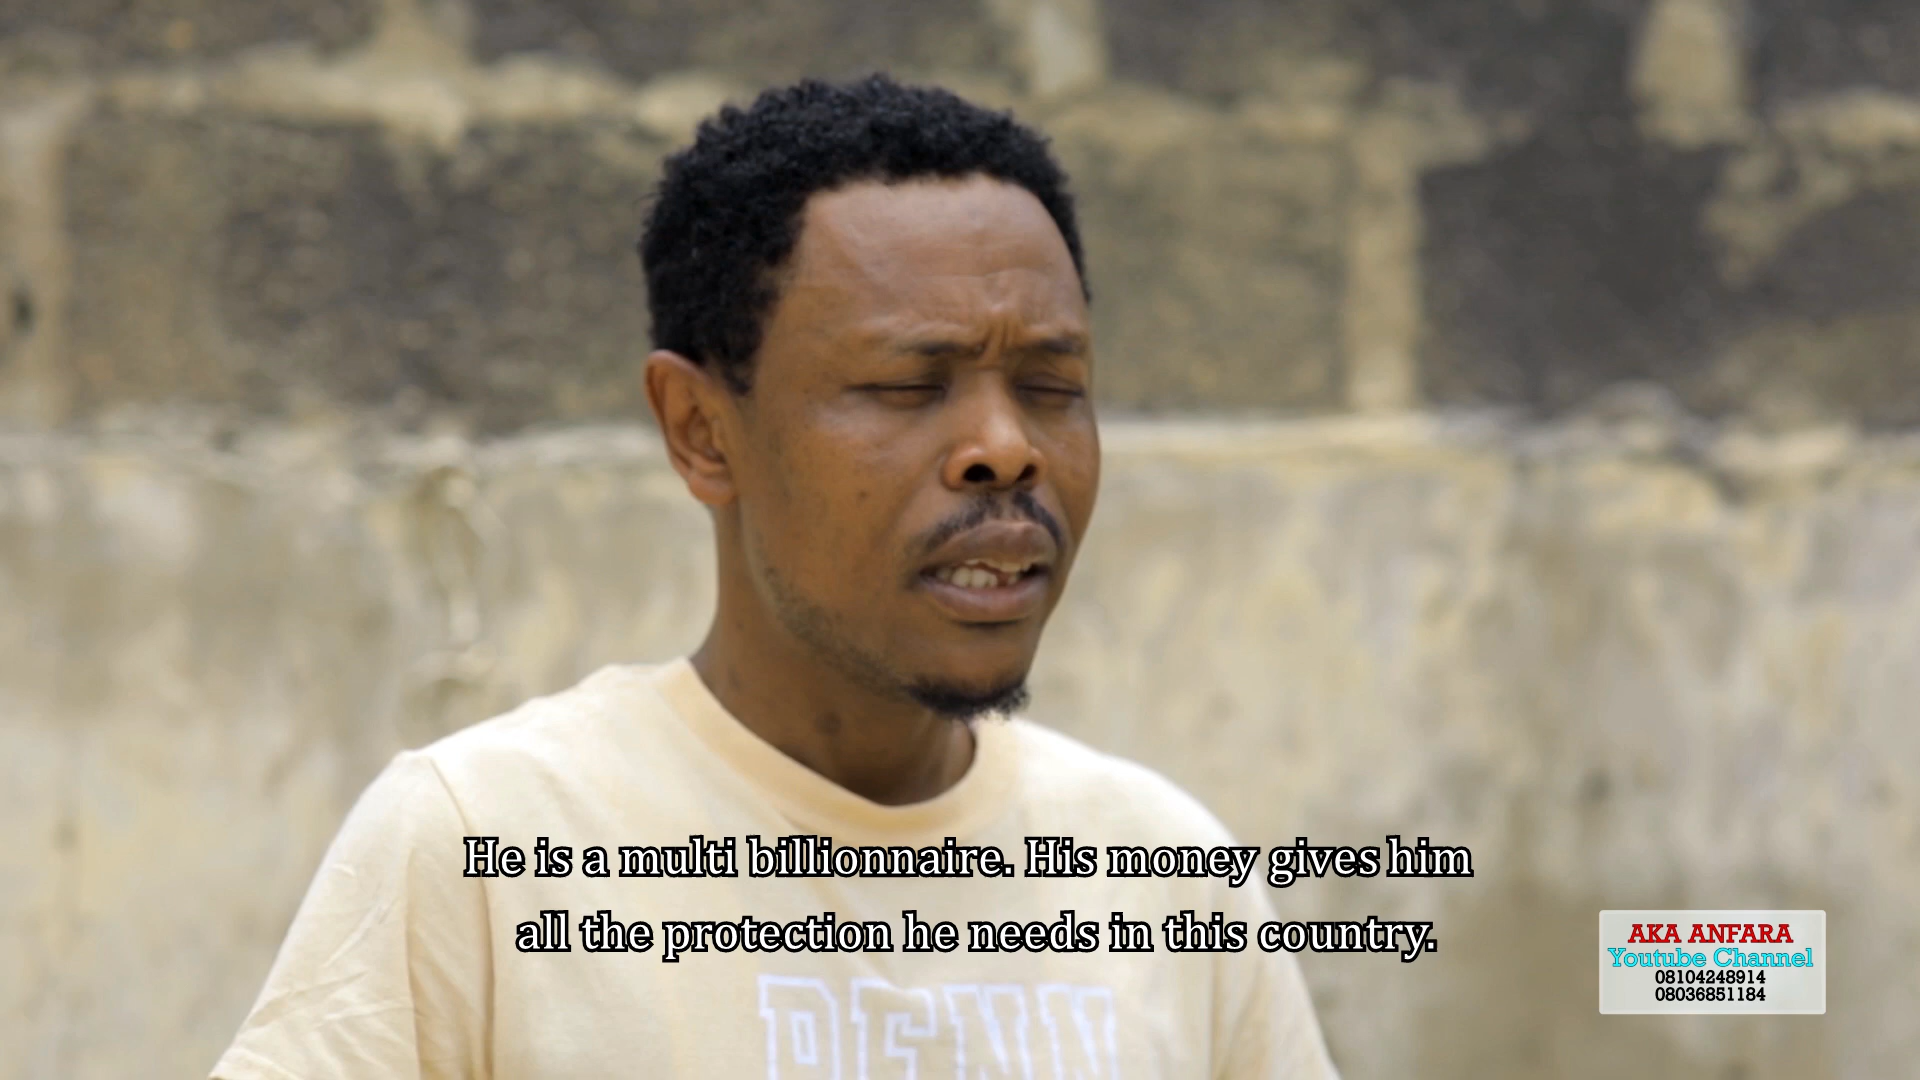 He is a multi billionnaire. His money gives him
all the protection he needs in this country.
AKA ANFARA
Youtube Channel
08104248914
08036851184
PENN